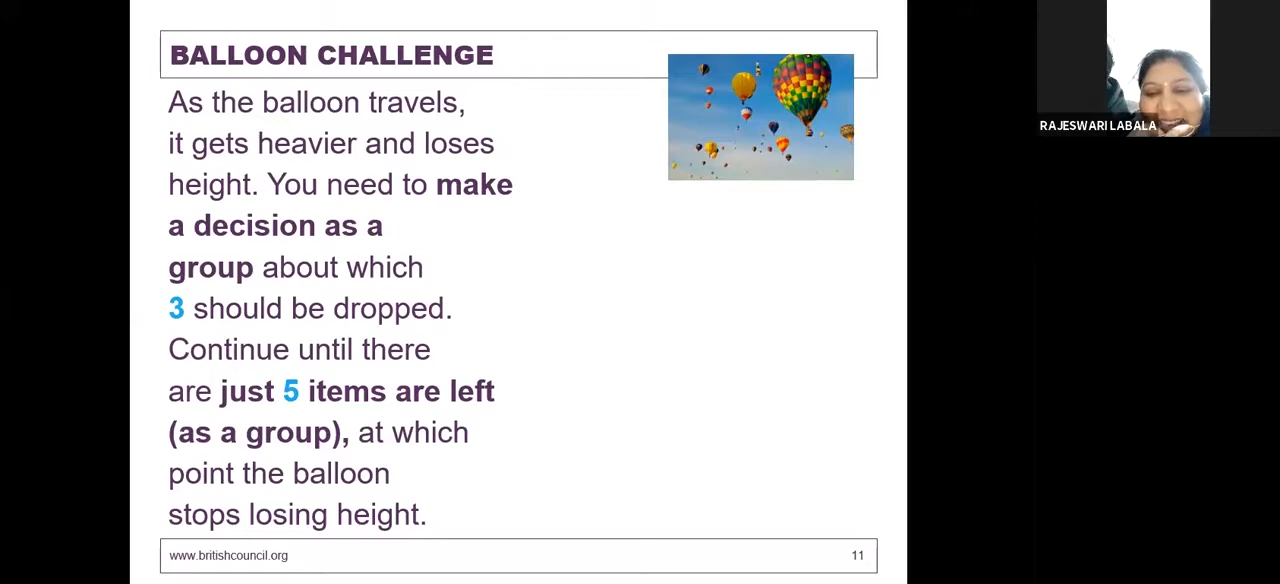 BALLOON CHALLENGE
As the balloon travels,
it gets heavier and loses
height. You need to make
a decision as a
group about which
3 should be dropped.
Continue until there
are just 5 items are left
(as a group), at which
point the balloon
stops losing height.
www.britishcouncil.org
11
RAJESWARI LABALA